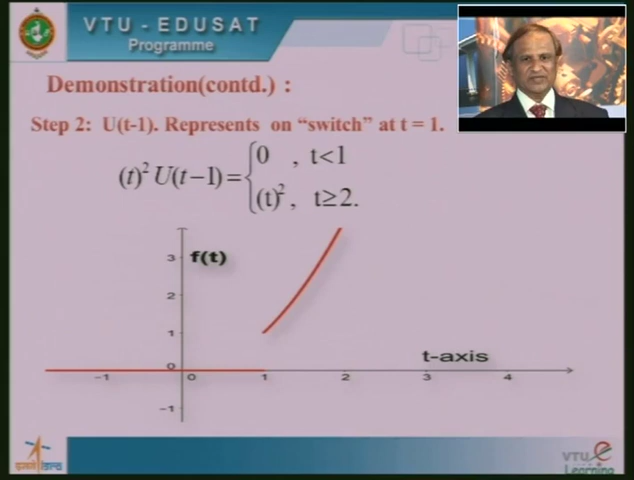 VTU - EDUSAT
Programme
Demonstration(contd.) :
Step 2: U(t-1). Represents on “switch” at t = 1.
(t)² U(t−1) = { 0 , t<1
(t)² , t≥2.
f(t)
3
2
1
0
−1
−1 0 1 2 3 4
t-axis
VTU e
Learning